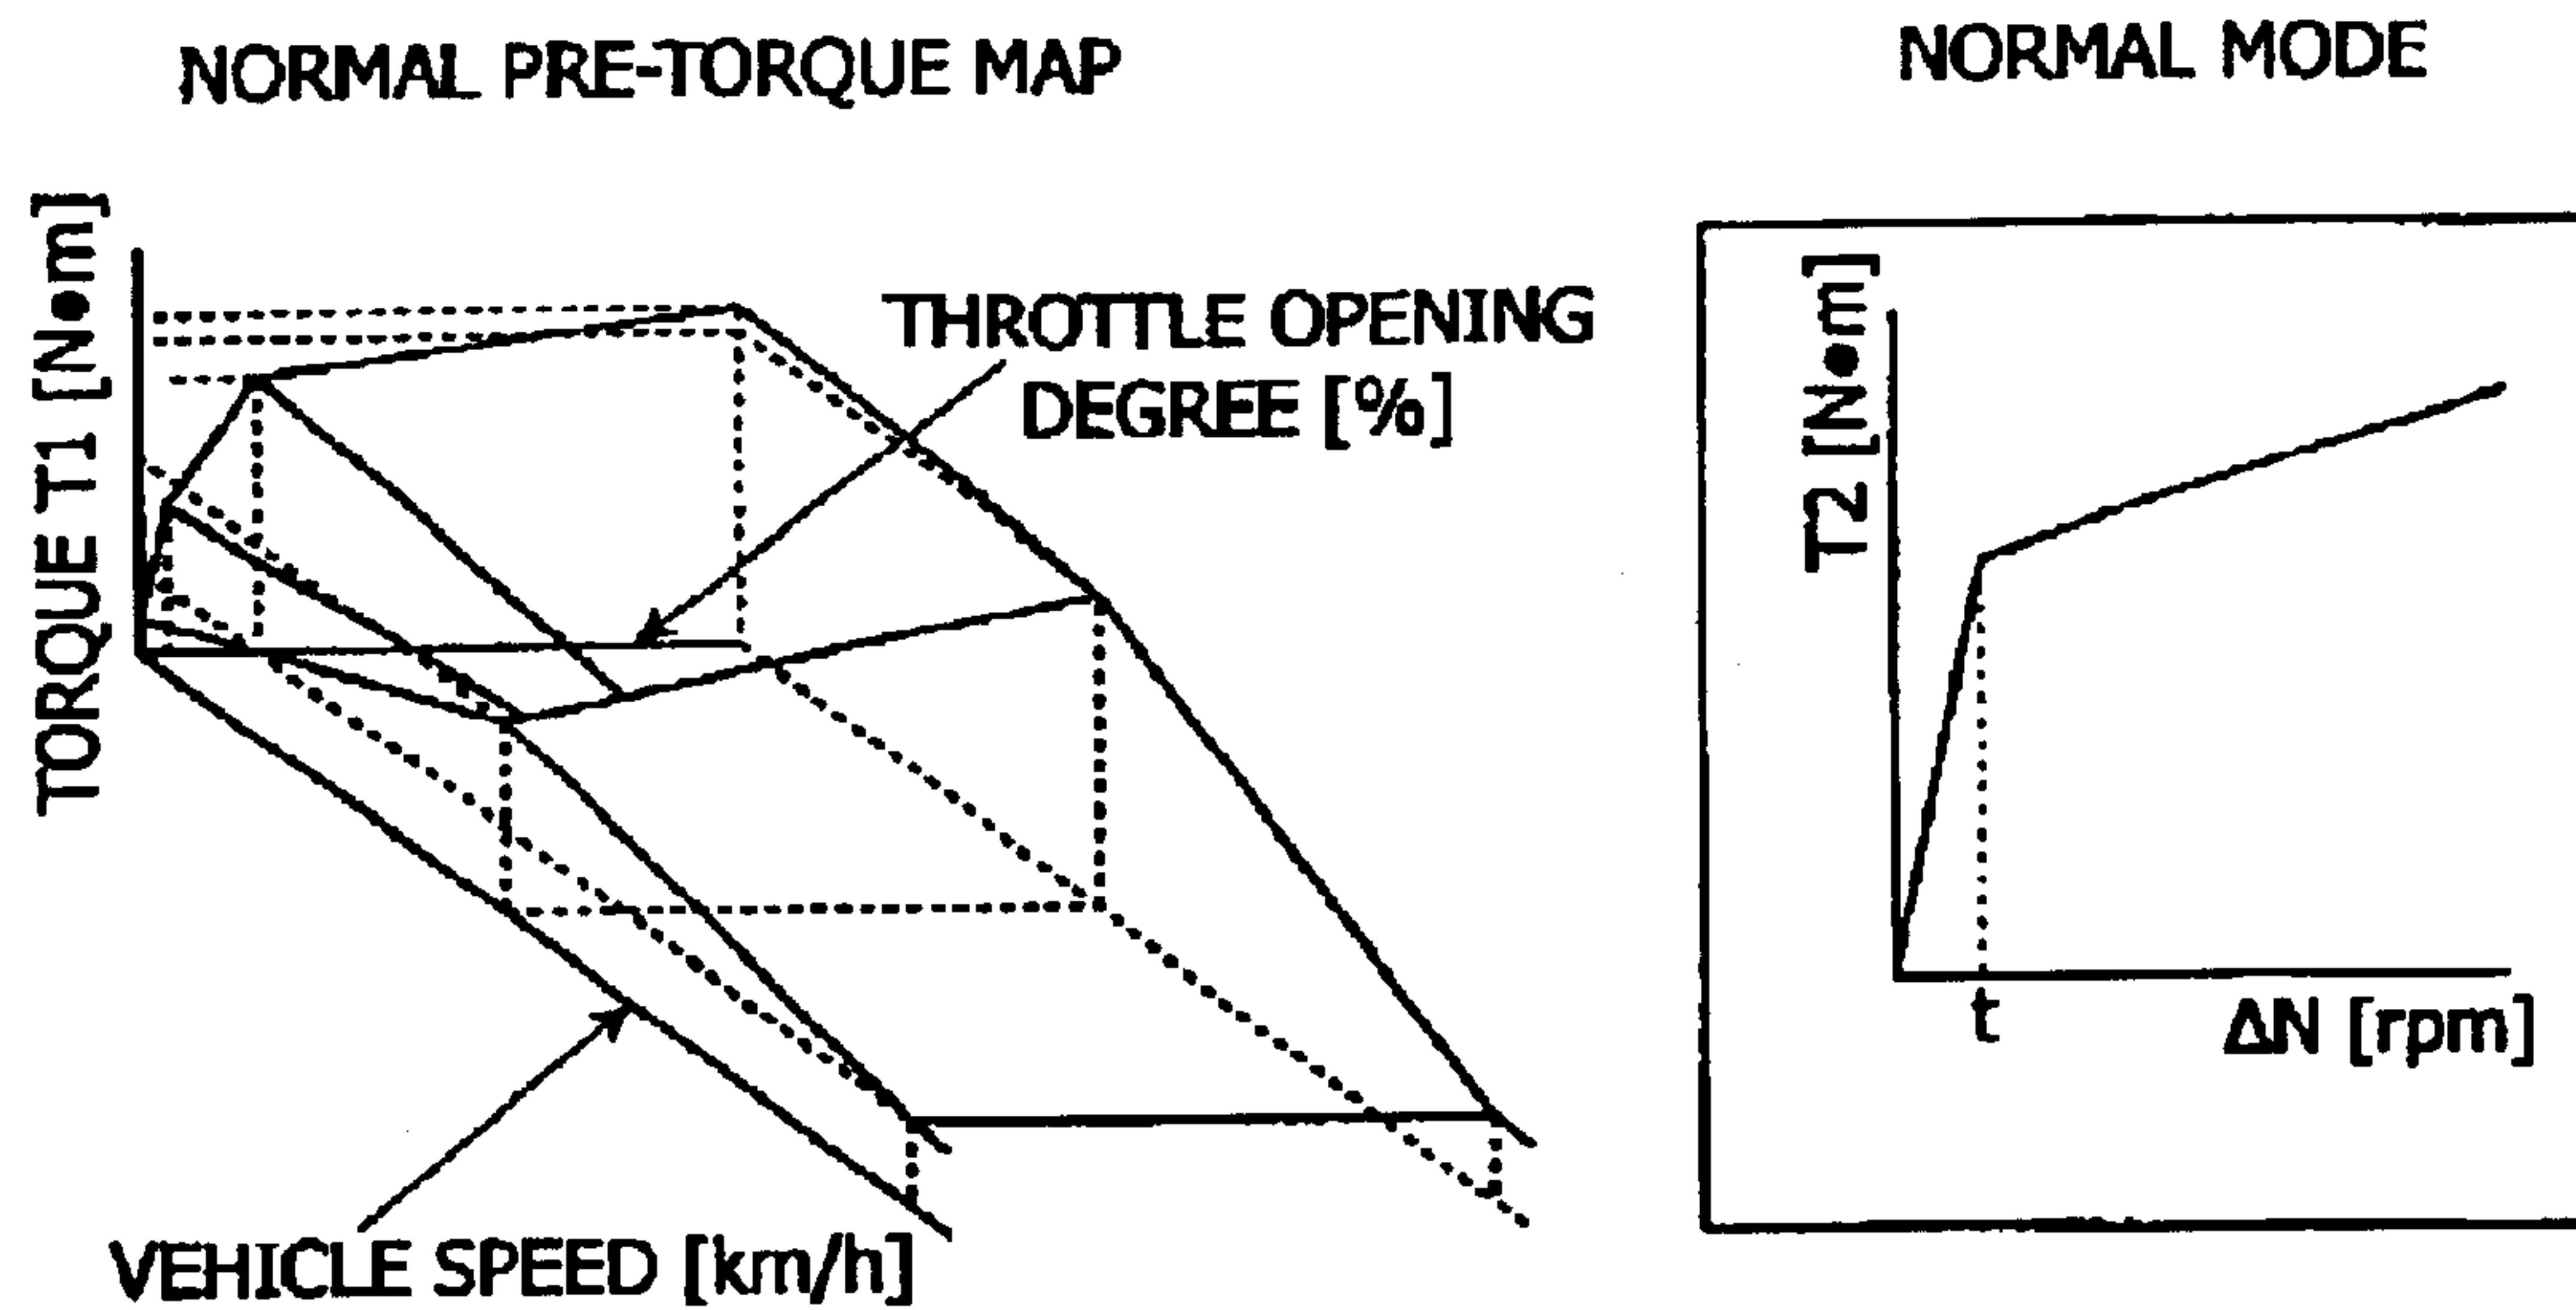 NORMAL PRE-TORQUE MAP
NORMAL MODE
TORQUE T1 [N•m]
THROTTLE OPENING
DEGREE [%]
VEHICLE SPEED [km/h]
T2 [N•m]
t
ΔN [rpm]